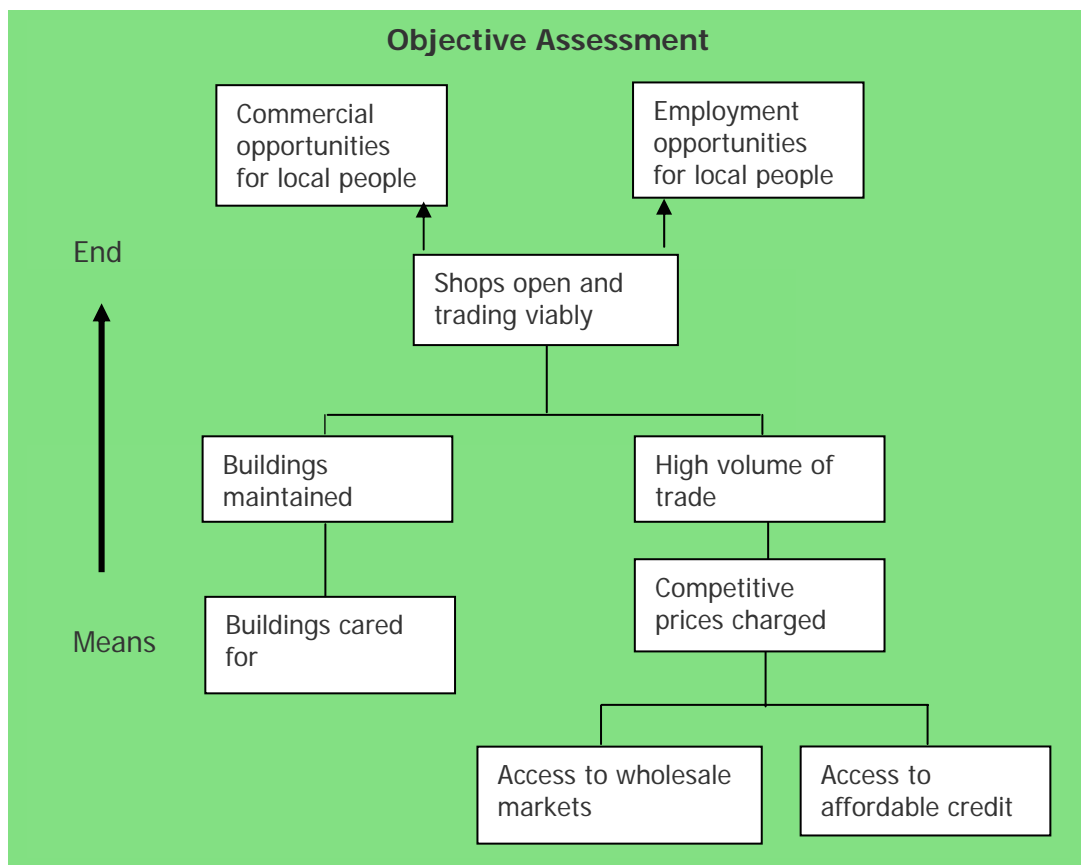 Objective Assessment
Commercial
opportunities
for local people
Employment
opportunities
for local people
End
Shops open and
trading viably
Buildings
maintained
High volume of
trade
Competitive
prices charged
Means
Buildings cared
for
Access to wholesale
markets
Access to
affordable credit